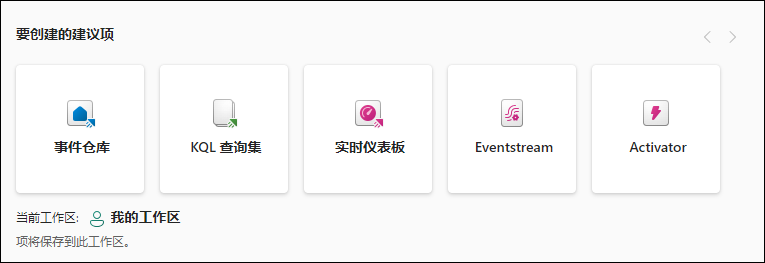 要创建的建议项
事件仓库
KQL 查询集
实时仪表板
Eventstream
Activator
当前工作区: 我的工作区
项将保存到此工作区。